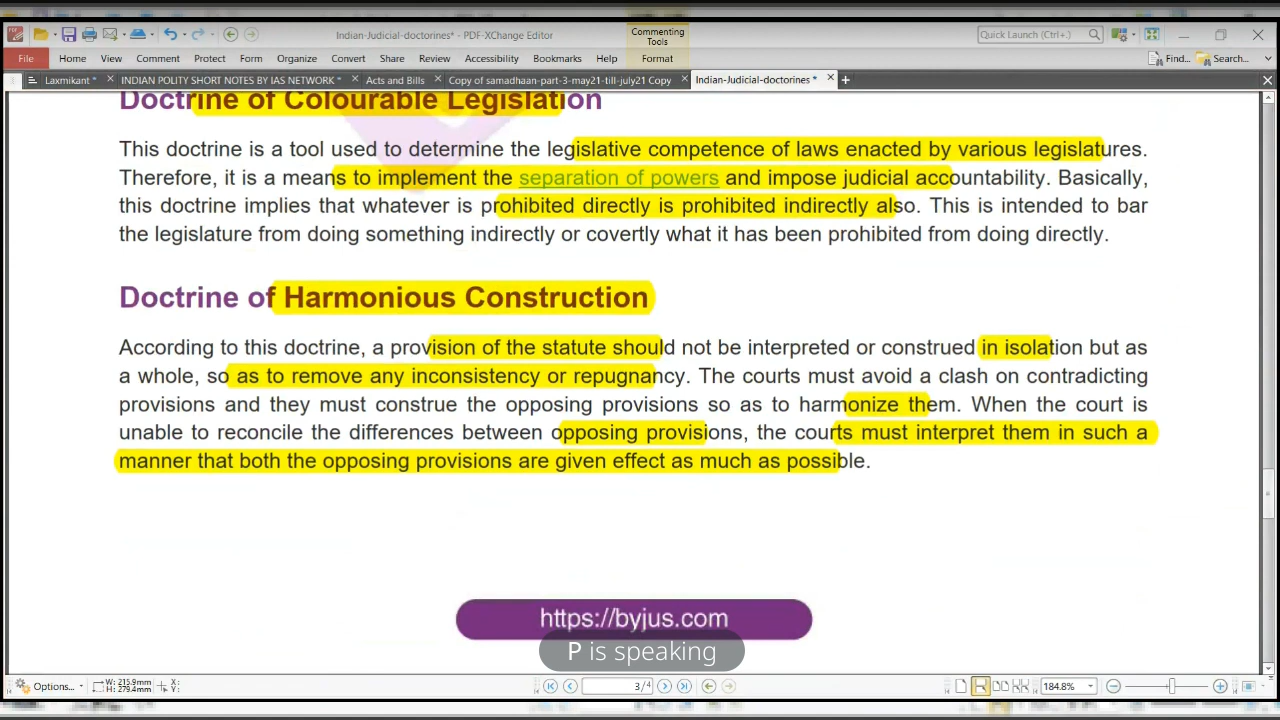 Indian-Judicial-doctorines* - PDF-XChange Editor
Commenting Tools
Quick Launch (Ctrl+.)
File Home View Comment Protect Form Organize Convert Share Review Accessibility Bookmarks Help Format Find... Search...
Laxmikant * INDIAN POLITY SHORT NOTES BY IAS NETWORK * Acts and Bills Copy of samadhaan-part-3-may21-till-july21 Copy Indian-Judicial-doctorines *
Doctrine of Colourable Legislation
This doctrine is a tool used to determine the legislative competence of laws enacted by various legislatures.
Therefore, it is a means to implement the separation of powers and impose judicial accountability. Basically,
this doctrine implies that whatever is prohibited directly is prohibited indirectly also. This is intended to bar
the legislature from doing something indirectly or covertly what it has been prohibited from doing directly.
Doctrine of Harmonious Construction
According to this doctrine, a provision of the statute should not be interpreted or construed in isolation but as
a whole, so as to remove any inconsistency or repugnancy. The courts must avoid a clash on contradicting
provisions and they must construe the opposing provisions so as to harmonize them. When the court is
unable to reconcile the differences between opposing provisions, the courts must interpret them in such a
manner that both the opposing provisions are given effect as much as possible.
https://byjus.com
P is speaking
Options... W: 215.9mm X:
H: 279.4mm Y:
3/4
184.8%